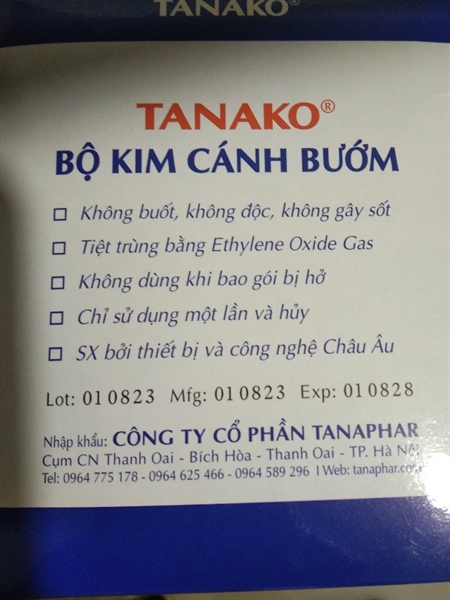 TANAKO®
TANAKO®
BỘ KIM CÁNH BƯỚM
Không buốt, không độc, không gây sốt
Tiệt trùng bằng Ethylene Oxide Gas
Không dùng khi bao gói bị hở
Chỉ sử dụng một lần và hủy
SX bởi thiết bị và công nghệ Châu Âu
Lot: 010823 Mfg: 010823 Exp: 010828
Nhập khẩu: CÔNG TY CỔ PHẦN TANAPHAR
Cụm CN Thanh Oai - Bích Hòa - Thanh Oai - TP. Hà Nội
Tel: 0964 775 178 - 0964 625 466 - 0964 589 296 I Web: tanaphar.com